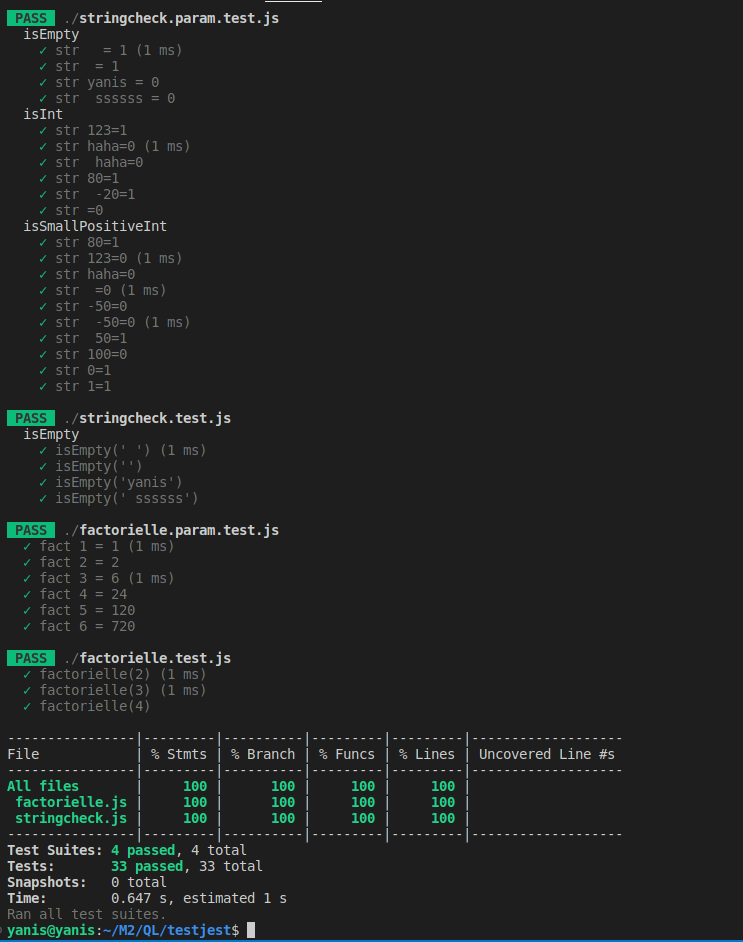 PASS ./stringcheck.param.test.js
  isEmpty
    ✓ str   = 1 (1 ms)
    ✓ str  = 1
    ✓ str yanis = 0
    ✓ str  ssssss = 0
  isInt
    ✓ str 123=1
    ✓ str haha=0 (1 ms)
    ✓ str  haha=0
    ✓ str 80=1
    ✓ str  -20=1
    ✓ str =0
  isSmallPositiveInt
    ✓ str 80=1
    ✓ str 123=0 (1 ms)
    ✓ str haha=0
    ✓ str  =0 (1 ms)
    ✓ str -50=0
    ✓ str  -50=0 (1 ms)
    ✓ str  50=1
    ✓ str 100=0
    ✓ str 0=1
    ✓ str 1=1
PASS ./stringcheck.test.js
  isEmpty
    ✓ isEmpty(' ') (1 ms)
    ✓ isEmpty('')
    ✓ isEmpty('yanis')
    ✓ isEmpty(' ssssss')
PASS ./factorielle.param.test.js
  ✓ fact 1 = 1 (1 ms)
  ✓ fact 2 = 2
  ✓ fact 3 = 6 (1 ms)
  ✓ fact 4 = 24
  ✓ fact 5 = 120
  ✓ fact 6 = 720
PASS ./factorielle.test.js
  ✓ factorielle(2) (1 ms)
  ✓ factorielle(3) (1 ms)
  ✓ factorielle(4)
----------------|---------|----------|---------|---------|-------------------
File            | % Stmts | % Branch | % Funcs | % Lines | Uncovered Line #s
----------------|---------|----------|---------|---------|-------------------
All files       |     100 |      100 |     100 |     100 |
 factorielle.js |     100 |      100 |     100 |     100 |
 stringcheck.js |     100 |      100 |     100 |     100 |
----------------|---------|----------|---------|---------|-------------------
Test Suites: 4 passed, 4 total
Tests:       33 passed, 33 total
Snapshots:   0 total
Time:        0.647 s, estimated 1 s
Ran all test suites.
yanis@yanis:~/M2/QL/testjest$